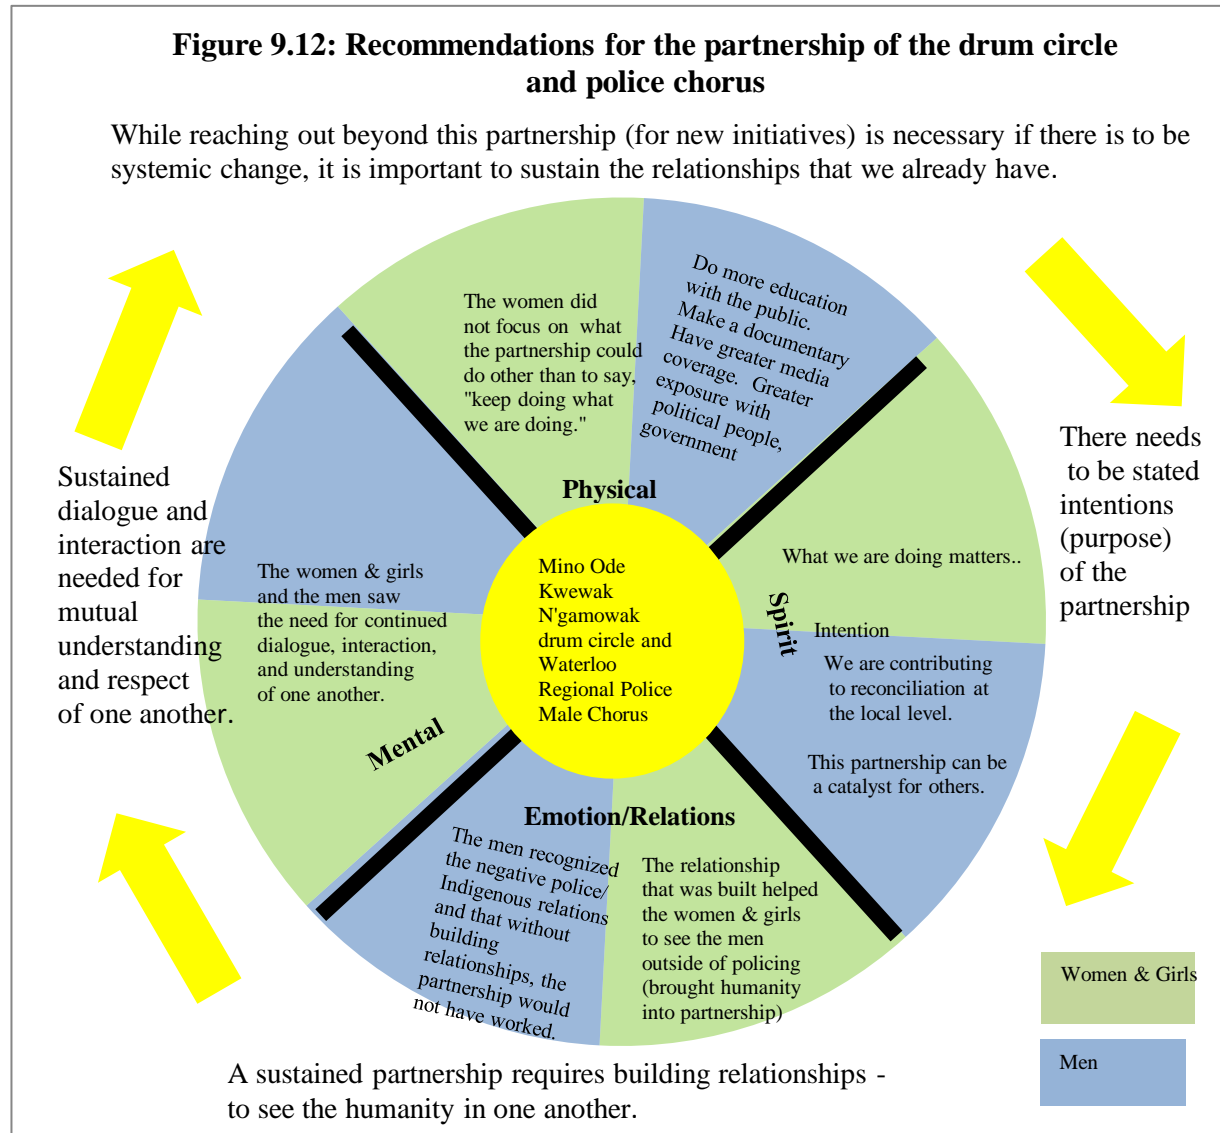 Figure 9.12: Recommendations for the partnership of the drum circle
and police chorus
While reaching out beyond this partnership (for new initiatives) is necessary if there is to be
systemic change, it is important to sustain the relationships that we already have.
The women did
not focus on what
the partnership could
do other than to say,
"keep doing what
we are doing."
Do more education
with the public.
Make a documentary
Have greater media
coverage. Greater
exposure with
political people,
government
Physical
There needs
to be stated
intentions
(purpose)
of the
partnership
What we are doing matters..
Spirit
Intention
We are contributing
to reconciliation at
the local level.
This partnership can be
a catalyst for others.
Mino Ode
Kwewak
N'gamowak
drum circle and
Waterloo
Regional Police
Male Chorus
Sustained
dialogue and
interaction are
needed for
mutual
understanding
and respect
of one another.
The women & girls
and the men saw
the need for continued
dialogue, interaction,
and understanding
of one another.
Mental
Emotion/Relations
The men recognized
the negative police/
Indigenous relations
and that without
building
relationships, the
partnership would
not have worked.
The relationship
that was built helped
the women & girls
to see the men
outside of policing
(brought humanity
into partnership)
Women & Girls
Men
A sustained partnership requires building relationships -
to see the humanity in one another.